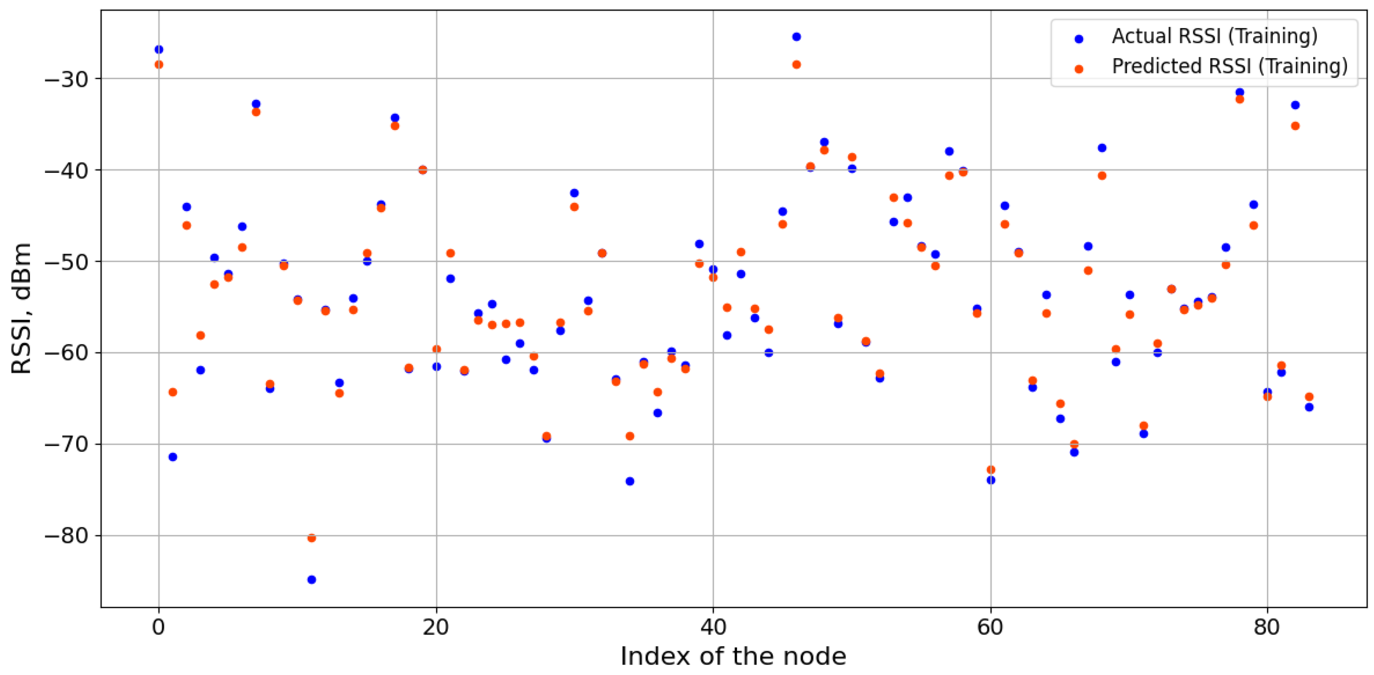 Actual RSSI (Training)
Predicted RSSI (Training)
−30
−40
−50
−60
−70
−80
RSSI, dBm
0 20 40 60 80
Index of the node